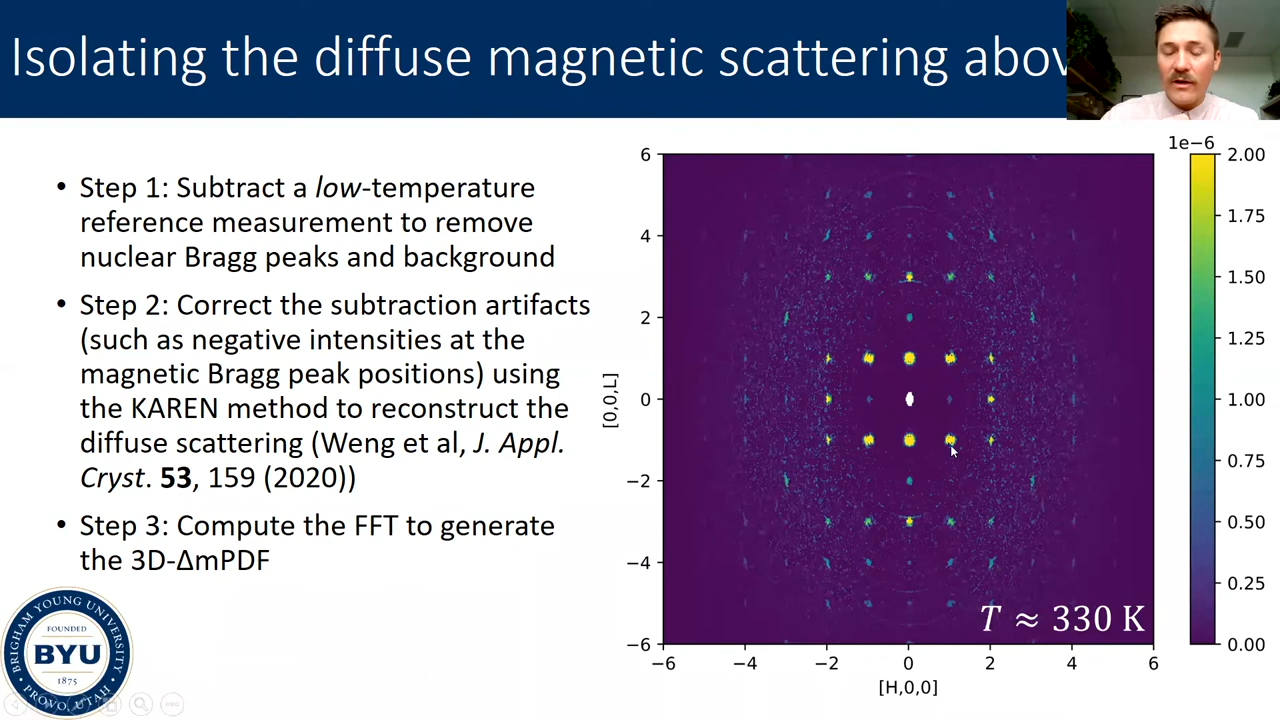 Isolating the diffuse magnetic scattering abov
• Step 1: Subtract a low-temperature
reference measurement to remove
nuclear Bragg peaks and background
• Step 2: Correct the subtraction artifacts
(such as negative intensities at the
magnetic Bragg peak positions) using
the KAREN method to reconstruct the
diffuse scattering (Weng et al, J. Appl.
Cryst. 53, 159 (2020))
• Step 3: Compute the FFT to generate
the 3D-ΔmPDF
BRIGHAM YOUNG UNIVERSITY
FOUNDED
BYU
1875
PROVO, UTAH
6
4
2
0
−2
−4
−6
[0,0,L]
−6 −4 −2 0 2 4 6
[H,0,0]
T ≈ 330 K
1e−6
2.00
1.75
1.50
1.25
1.00
0.75
0.50
0.25
0.00